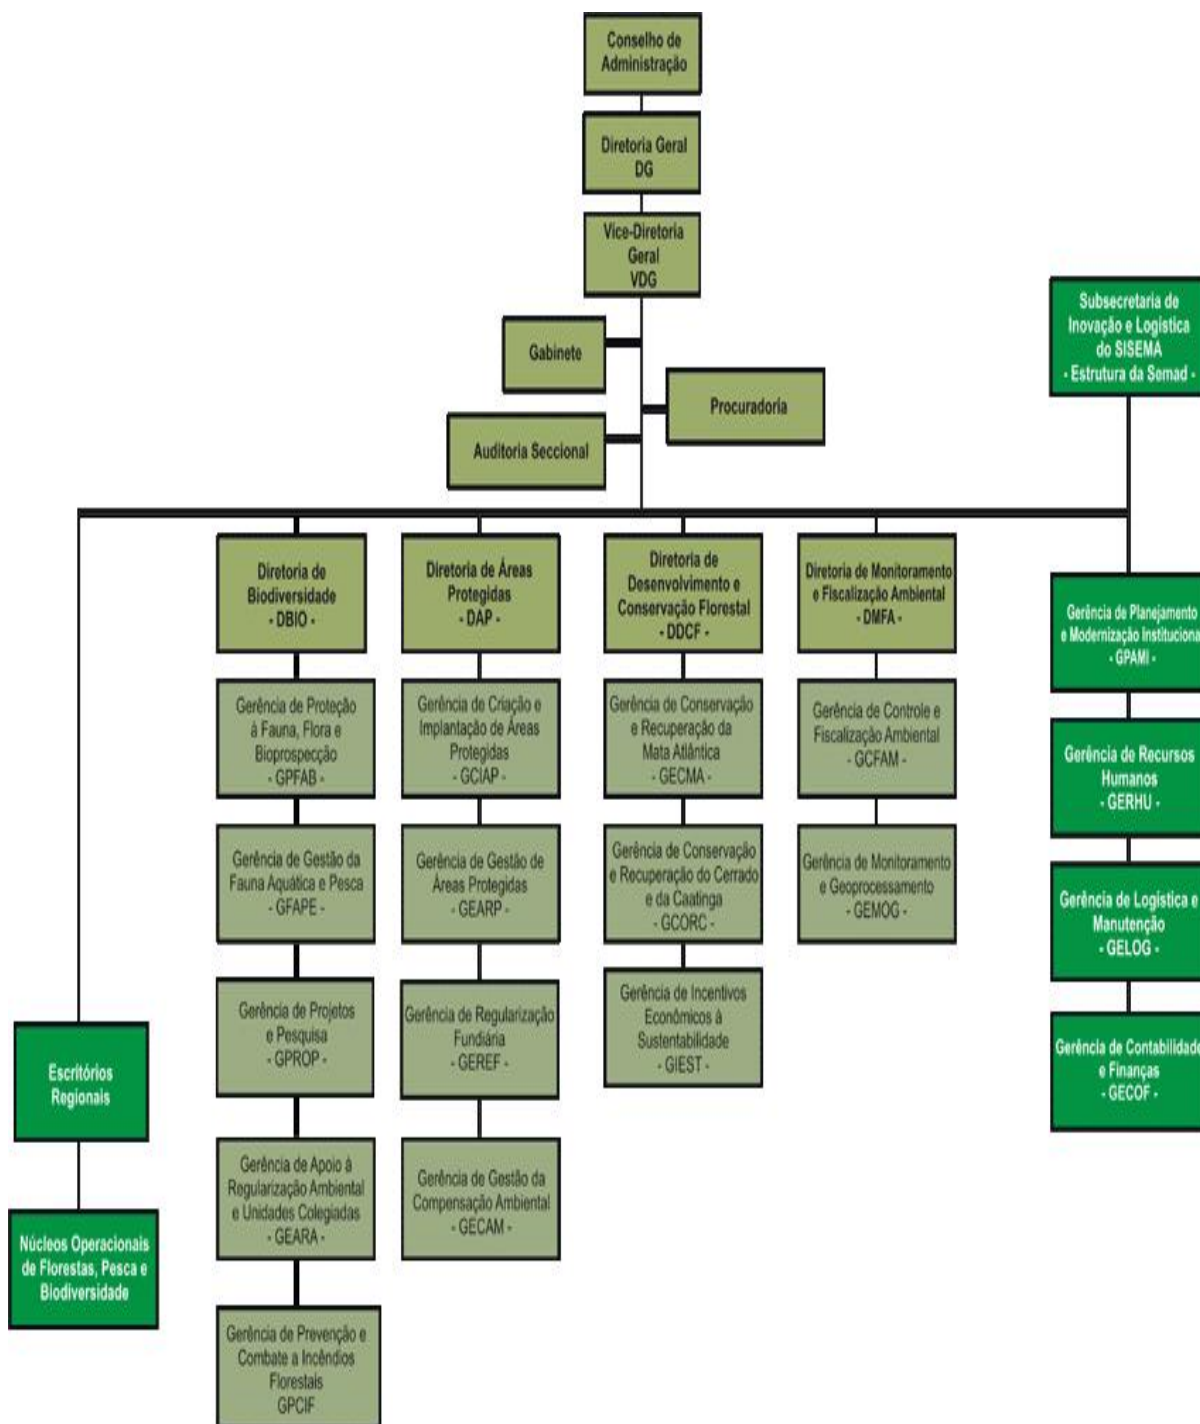 Conselho de
Administração
Diretoria Geral
DG
Vice-Diretoria
Geral
VDG
Gabinete
Procuradoria
Auditoria Seccional
Subsecretaria de
Inovação e Logística
do SISEMA
- Estrutura da Semad -
Diretoria de
Biodiversidade
- DBIO -
Gerência de Proteção
à Fauna, Flora e
Bioprospecção
- GPFAB -
Gerência de Gestão da
Fauna Aquática e Pesca
- GFAPE -
Gerência de Projetos
e Pesquisa
- GPROP -
Gerência de Apoio à
Regularização Ambiental
e Unidades Colegiadas
- GEARA -
Gerência de Prevenção e
Combate a Incêndios
Florestais
GPCIF
Diretoria de Áreas
Protegidas
- DAP -
Gerência de Criação e
Implantação de Áreas
Protegidas
- GCIAP -
Gerência de Gestão de
Áreas Protegidas
- GEARP -
Gerência de Regularização
Fundiária
- GEREF -
Gerência de Gestão da
Compensação Ambiental
- GECAM -
Diretoria de
Desenvolvimento e
Conservação Florestal
- DDCF -
Gerência de Conservação
e Recuperação da
Mata Atlântica
- GECMA -
Gerência de Conservação
e Recuperação do Cerrado
e da Caatinga
- GCORC -
Gerência de Incentivos
Econômicos à
Sustentabilidade
- GIEST -
Diretoria de Monitoramento
e Fiscalização Ambiental
- DMFA -
Gerência de Controle e
Fiscalização Ambiental
- GCFAM -
Gerência de Monitoramento
e Geoprocessamento
- GEMOG -
Gerência de Planejamento
e Modernização Instituciona
- GPAMI -
Gerência de Recursos
Humanos
- GERHU -
Gerência de Logística e
Manutenção
- GELOG -
Gerência de Contabilidade
e Finanças
- GECOF -
Escritórios
Regionais
Núcleos Operacionais
de Florestas, Pesca e
Biodiversidade